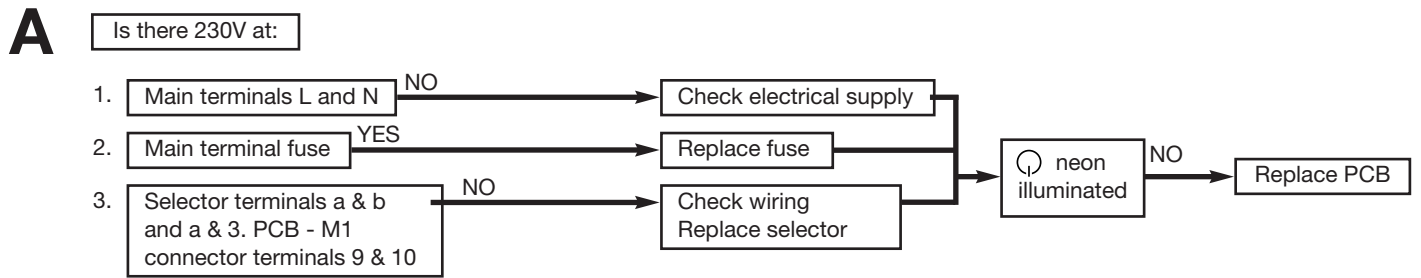 A
Is there 230V at:
1. Main terminals L and N
NO
Check electrical supply
2. Main terminal fuse
YES
Replace fuse
3. Selector terminals a & b
and a & 3. PCB - M1
connector terminals 9 & 10
NO
Check wiring
Replace selector
neon
illuminated
NO
Replace PCB